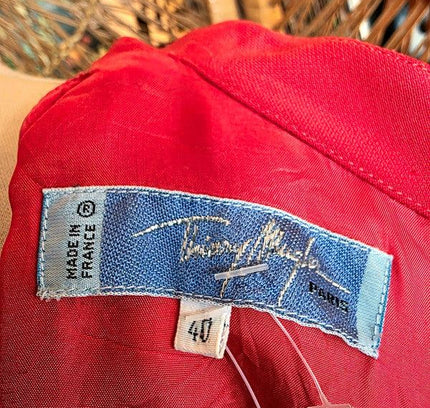 MADE IN
FRANCE ®
Thierry Mugler
PARIS
40